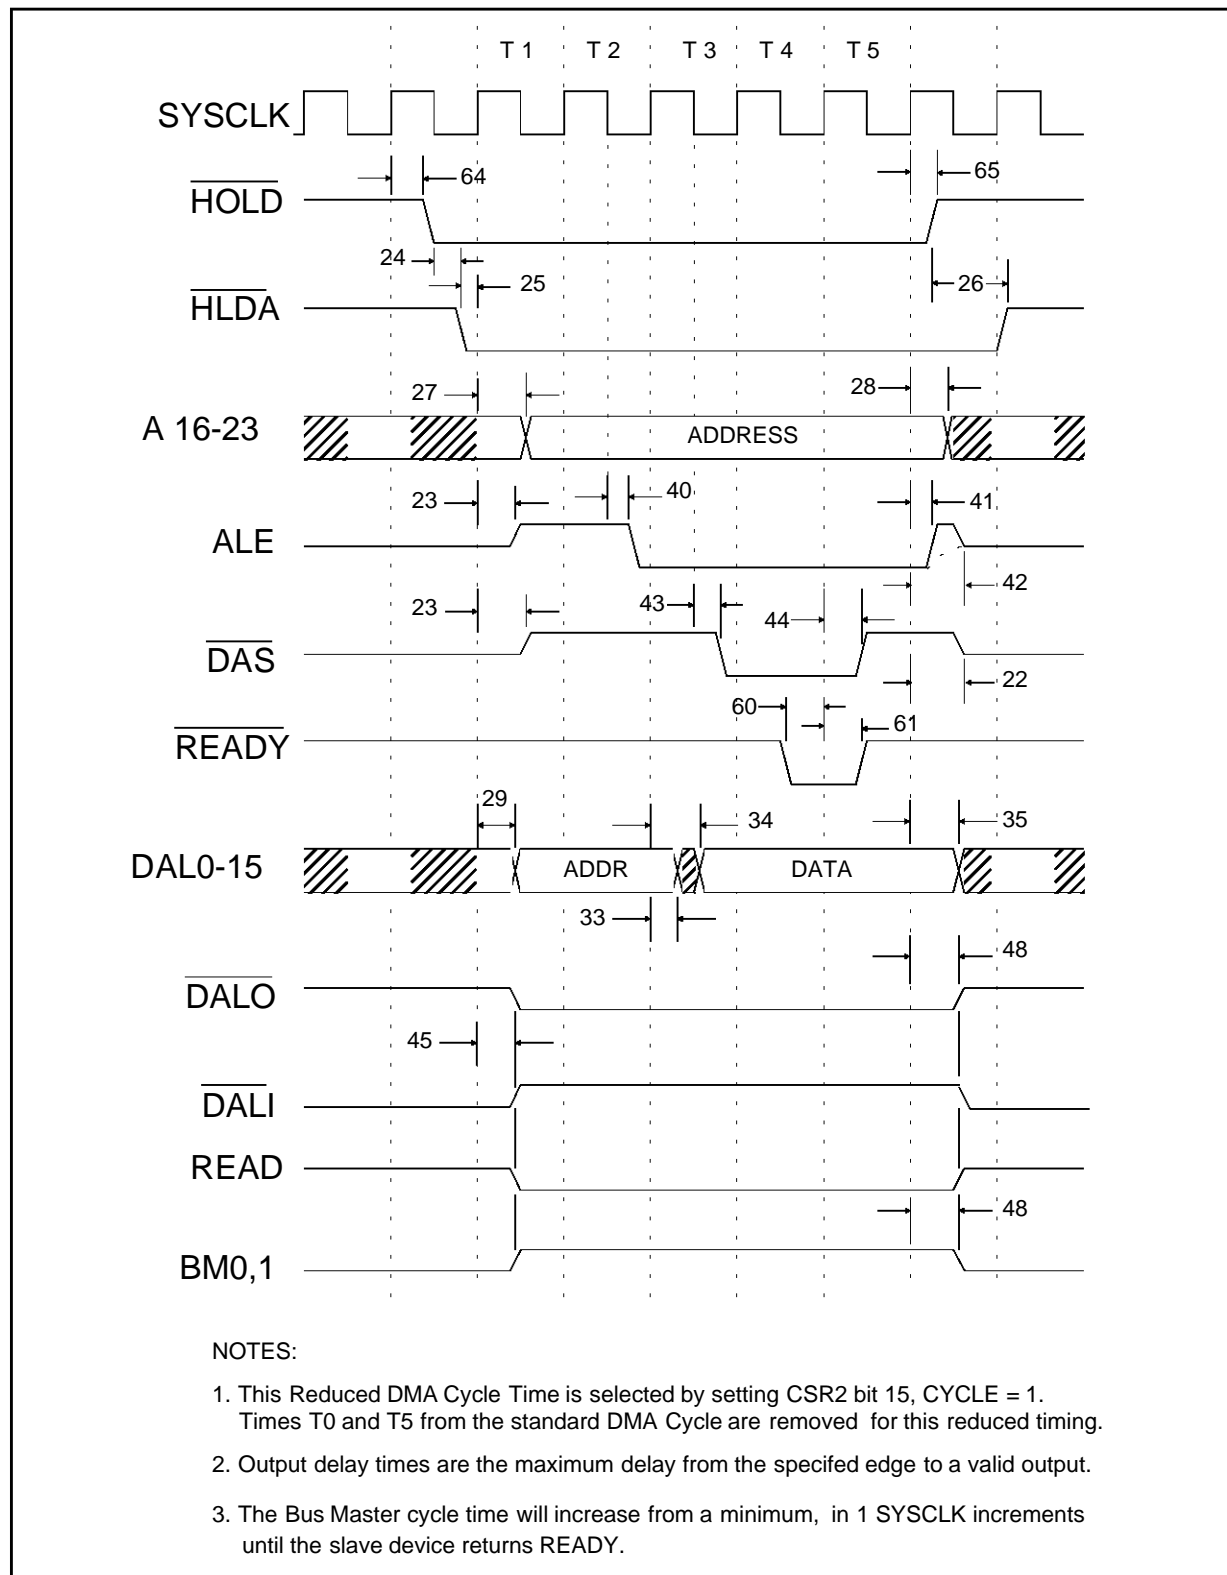 T 1 T 2 T 3 T 4 T 5
SYSCLK
64 65
HOLD
24
25 26
HLDA
27 28
A 16-23 ADDRESS
23 40 41
ALE
42
23 43 44
DAS
22
60 61
READY
29 34 35
DAL0-15 ADDR DATA
33
48
DALO
45
DALI
READ
48
BM0,1
NOTES:
1. This Reduced DMA Cycle Time is selected by setting CSR2 bit 15, CYCLE = 1.
Times T0 and T5 from the standard DMA Cycle are removed for this reduced timing.
2. Output delay times are the maximum delay from the specifed edge to a valid output.
3. The Bus Master cycle time will increase from a minimum, in 1 SYSCLK increments
until the slave device returns READY.